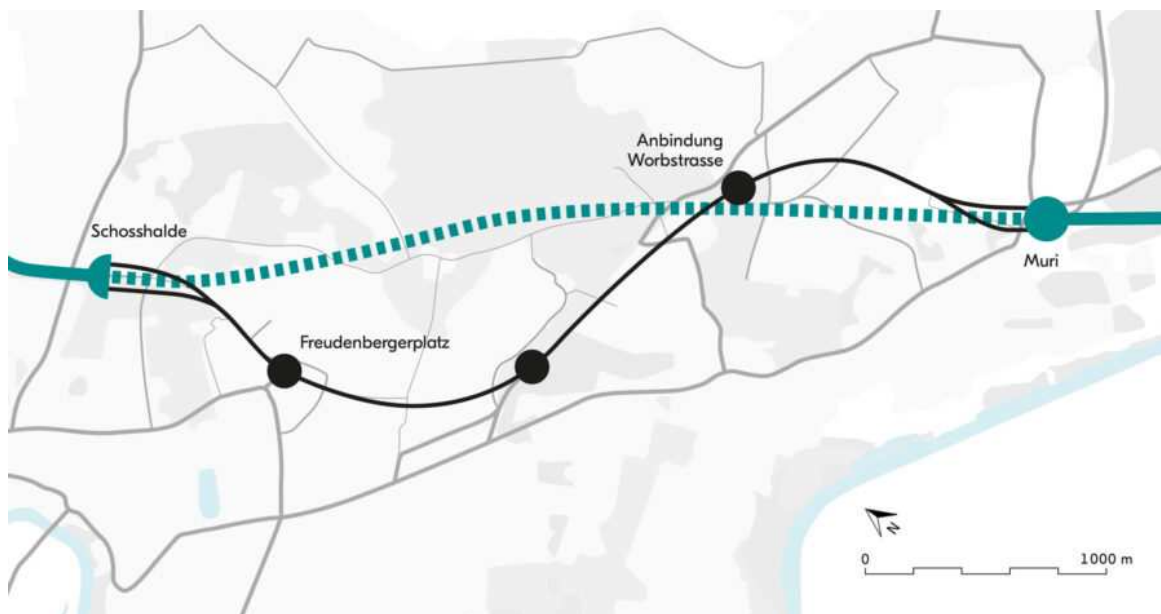 Anbindung
Worbstrasse
Schosshalde
Muri
Freudenbergerplatz
N
0
1000 m